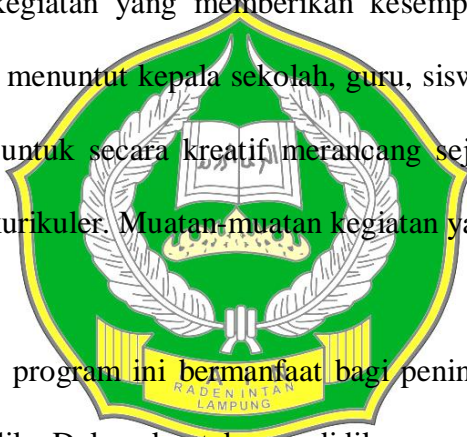 kegiatan yang memberikan kesemp
menuntut kepala sekolah, guru, sisw
untuk secara kreatif merancang sej
kurikuler. Muatan-muatan kegiatan ya
program ini bermanfaat bagi penin
RADEN INTAN
LAMPUNG